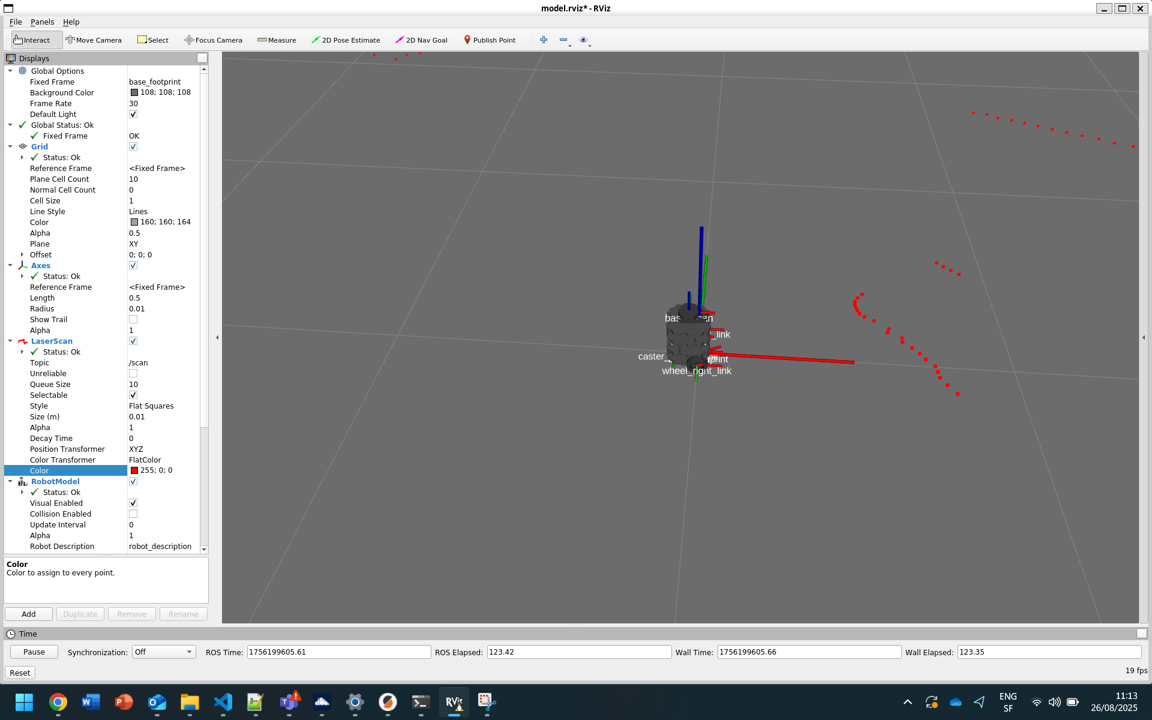 model.rviz* - RViz
File Panels Help
Interact Move Camera Select Focus Camera Measure 2D Pose Estimate 2D Nav Goal Publish Point
Displays
Global Options
Fixed Frame base_footprint
Background Color 108; 108; 108
Frame Rate 30
Default Light
Global Status: Ok
Fixed Frame OK
Grid
Status: Ok
Reference Frame <Fixed Frame>
Plane Cell Count 10
Normal Cell Count 0
Cell Size 1
Line Style Lines
Color 160; 160; 164
Alpha 0.5
Plane XY
Offset 0; 0; 0
Axes
Status: Ok
Reference Frame <Fixed Frame>
Length 0.5
Radius 0.01
Show Trail
Alpha 1
LaserScan
Status: Ok
Topic /scan
Unreliable
Queue Size 10
Selectable
Style Flat Squares
Size (m) 0.01
Alpha 1
Decay Time 0
Position Transformer XYZ
Color Transformer FlatColor
Color 255; 0; 0
RobotModel
Status: Ok
Visual Enabled
Collision Enabled
Update Interval 0
Alpha 1
Robot Description robot_description
Color
Color to assign to every point.
Add Duplicate Remove Rename
caster
wheel_right_link
Time
Pause Synchronization: Off ROS Time: 1756199605.61 ROS Elapsed: 123.42 Wall Time: 1756199605.66 Wall Elapsed: 123.35
Reset
19 fps
ENG
SF
11:13
26/08/2025